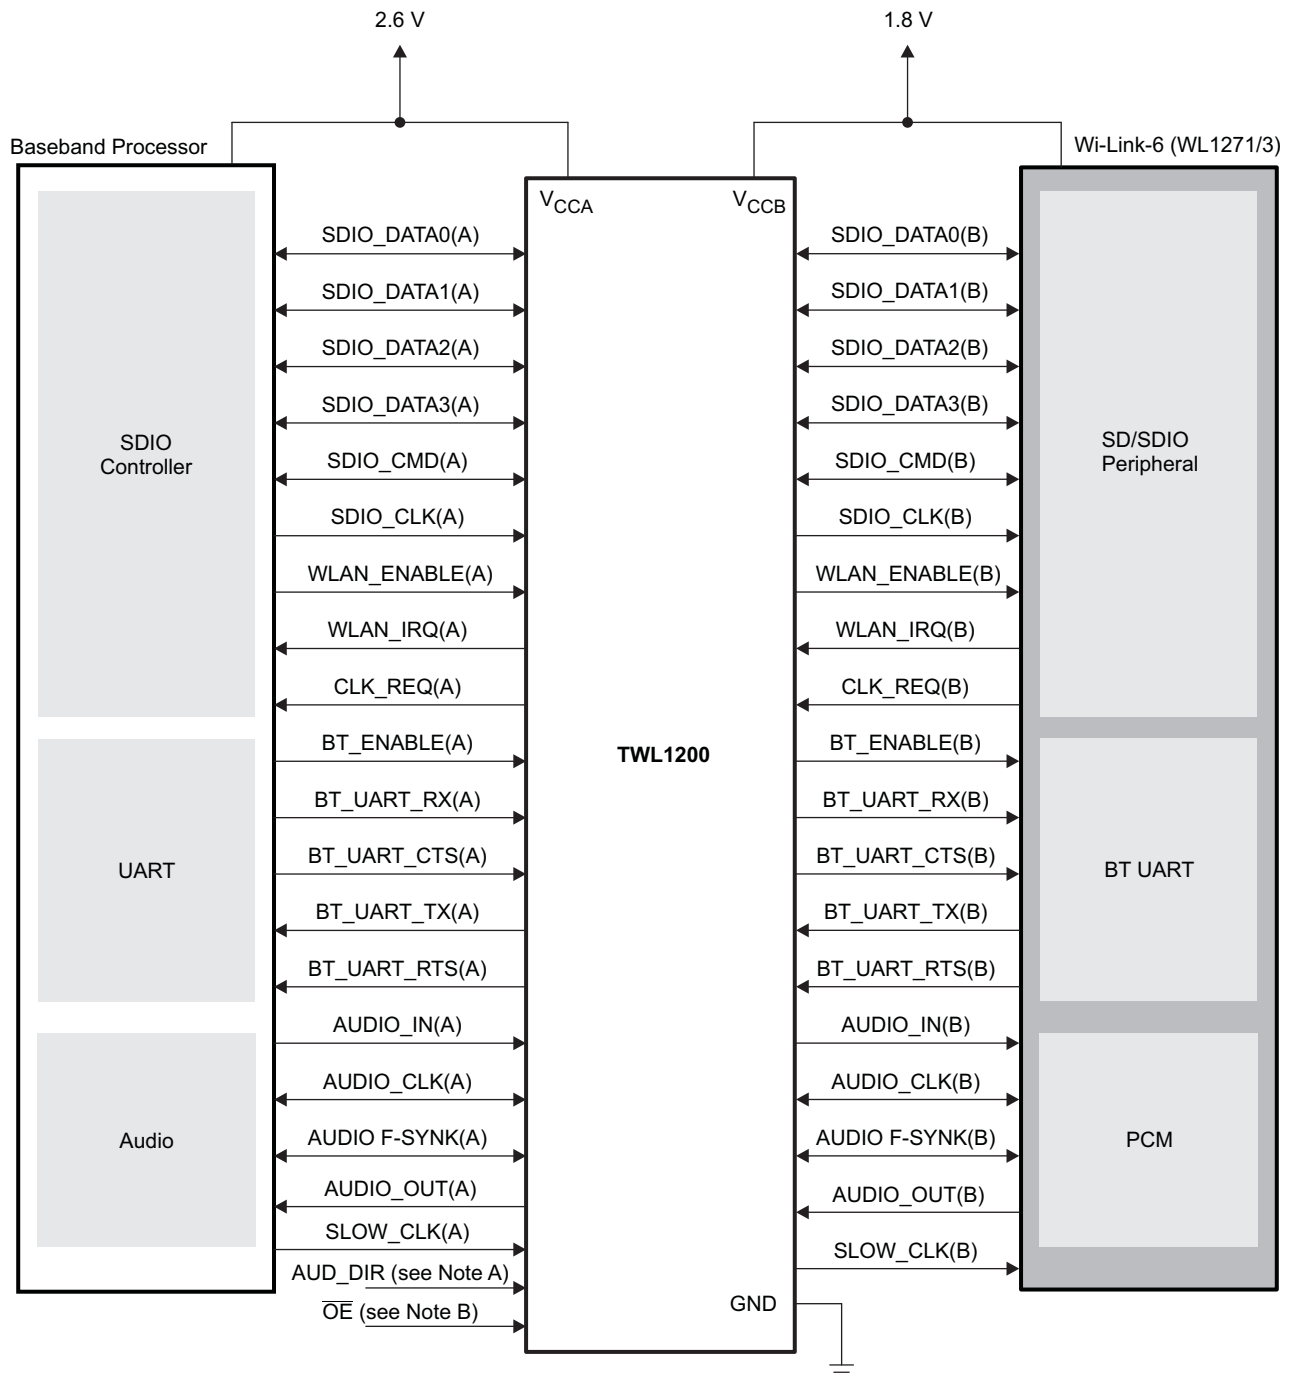 2.6 V
1.8 V
Baseband Processor
Wi-Link-6 (WL1271/3)
VCCA
VCCB
SDIO_DATA0(A)
SDIO_DATA0(B)
SDIO_DATA1(A)
SDIO_DATA1(B)
SDIO_DATA2(A)
SDIO_DATA2(B)
SDIO_DATA3(A)
SDIO_DATA3(B)
SDIO
Controller
SD/SDIO
Peripheral
SDIO_CMD(A)
SDIO_CMD(B)
SDIO_CLK(A)
SDIO_CLK(B)
WLAN_ENABLE(A)
WLAN_ENABLE(B)
WLAN_IRQ(A)
WLAN_IRQ(B)
CLK_REQ(A)
CLK_REQ(B)
BT_ENABLE(A)
TWL1200
BT_ENABLE(B)
BT_UART_RX(A)
BT_UART_RX(B)
BT_UART_CTS(A)
BT_UART_CTS(B)
UART
BT UART
BT_UART_TX(A)
BT_UART_TX(B)
BT_UART_RTS(A)
BT_UART_RTS(B)
AUDIO_IN(A)
AUDIO_IN(B)
AUDIO_CLK(A)
AUDIO_CLK(B)
Audio
AUDIO F-SYNK(A)
AUDIO F-SYNK(B)
PCM
AUDIO_OUT(A)
AUDIO_OUT(B)
SLOW_CLK(A)
SLOW_CLK(B)
AUD_DIR (see Note A)
OE (see Note B)
GND